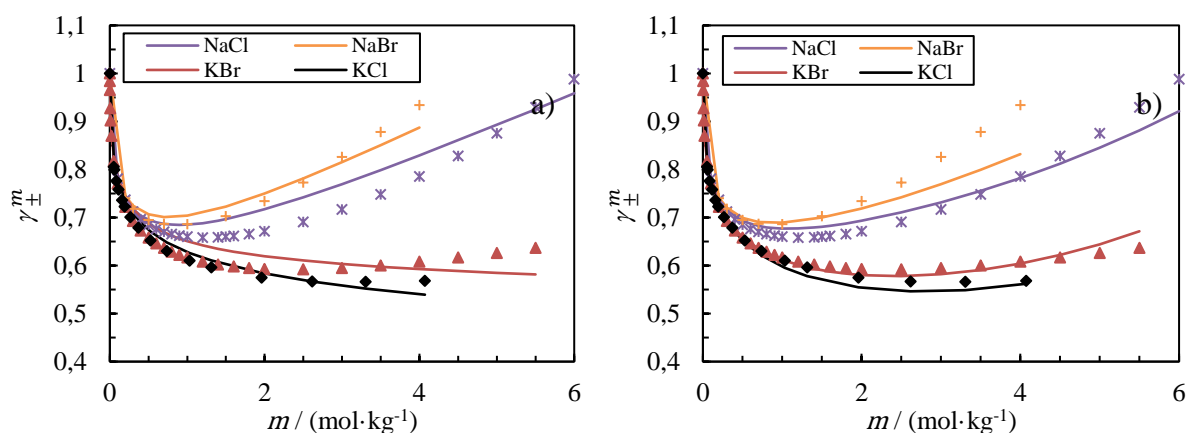 1,1
NaCl NaBr
KBr KCl
1
a)
0,9
0,8
γ±m
0,7
0,6
0,5
0,4
0 2 4 6
m / (mol·kg-1)
1,1
NaCl NaBr
KBr KCl
1
b)
0,9
0,8
γ±m
0,7
0,6
0,5
0,4
0 2 4 6
m / (mol·kg-1)